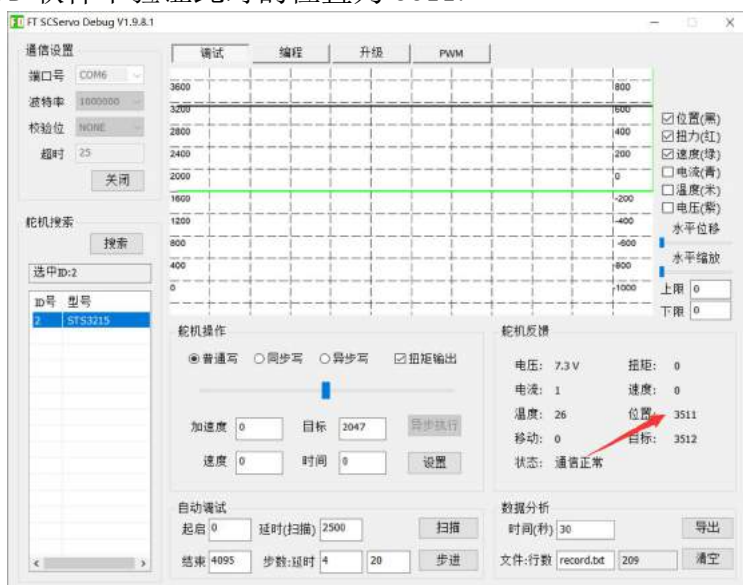 FT SCServo Debug V1.9.8.1
通信设置
端口号 COM6
波特率 1000000
校验位 NONE
超时 25
关闭
舵机搜索
搜索
选中ID:2
ID号 型号
2 STS3215
调试 编程 升级 PWM
3600 800
3200 600
2800 400
2400 200
2000 0
1600 -200
1200 -400
800 -600
400 -800
0 -1000
位置(黑)
扭力(红)
速度(绿)
电流(青)
温度(米)
电压(紫)
水平位移
水平缩放
上限 0
下限 0
舵机操作
普通写 同步写 异步写 扭矩输出
加速度 0 目标 2047 异步执行
速度 0 时间 0 设置
舵机反馈
电压: 7.3 V 扭矩: 0
电流: 1 速度: 0
温度: 26 位置: 3511
移动: 0 目标: 3512
状态: 通信正常
自动调试
起启 0 延时(扫描) 2500 扫描
结束 4095 步数:延时 4 20 步进
数据分析
时间(秒) 30 导出
文件:行数 record.txt 209 清空